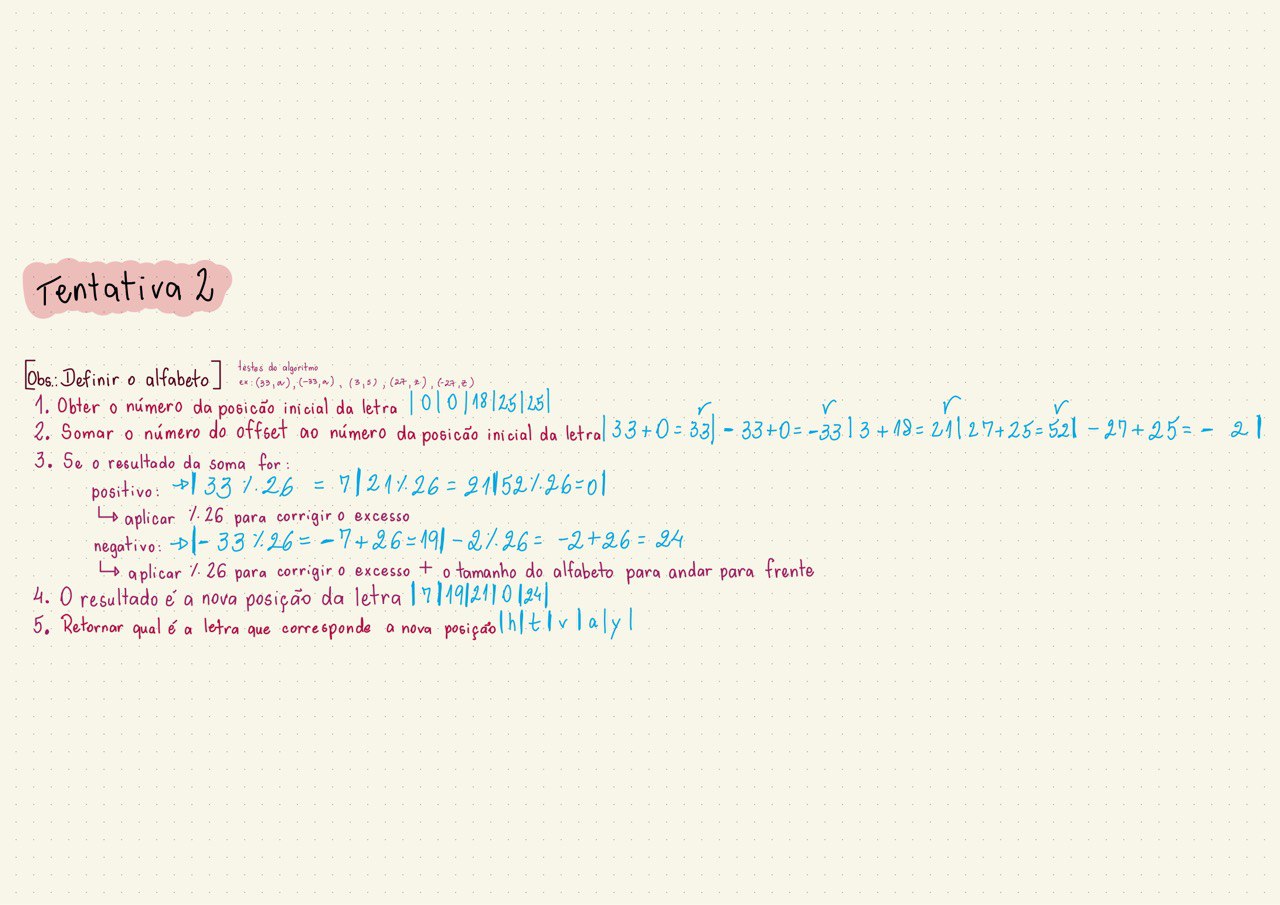 Tentativa 2
[Obs.: Definir o alfabeto]
testes do algoritmo
ex: (33,a), (-33,a), (3,s), (27,z), (-27,z)
1. Obter o número da posicão inicial da letra |0|0|18|25|25|
2. Somar o número do offset ao número da posicão inicial da letra| 33+0=33| -33+0=-33 | 3+18=21| 27+25=52| -27+25=- 2 |
3. Se o resultado da soma for:
positivo: →| 33 % 26 = 7| 21 % 26 = 21|52 % 26=0|
↳ aplicar % 26 para corrigir o excesso
negativo: →|-33 % 26 = -7+26=19| -2 % 26 = -2+26 = 24
↳ aplicar % 26 para corrigir o excesso + o tamanho do alfabeto para andar para frente
4. O resultado é a nova posição da letra |7|19|21|0|24|
5. Retornar qual é a letra que corresponde a nova posição|h|t|v|a|y|